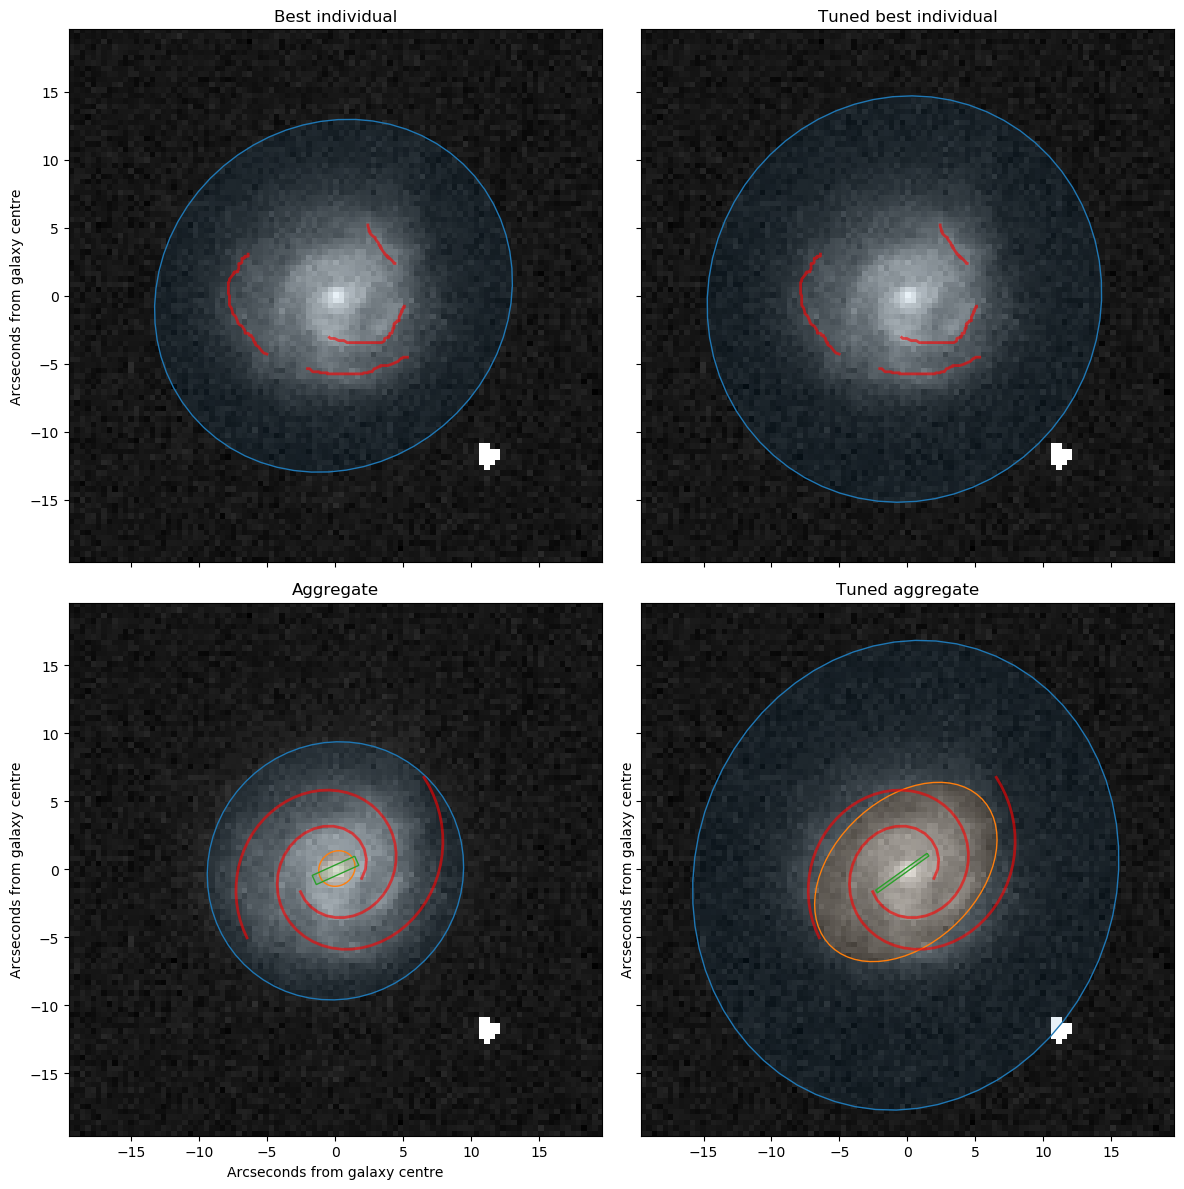 Best individual
Tuned best individual
15
10
5
0
−5
−10
−15
Arcseconds from galaxy centre
Aggregate
Tuned aggregate
15
10
5
0
−5
−10
−15
Arcseconds from galaxy centre
Arcseconds from galaxy centre
−15 −10 −5 0 5 10 15
−15 −10 −5 0 5 10 15
Arcseconds from galaxy centre